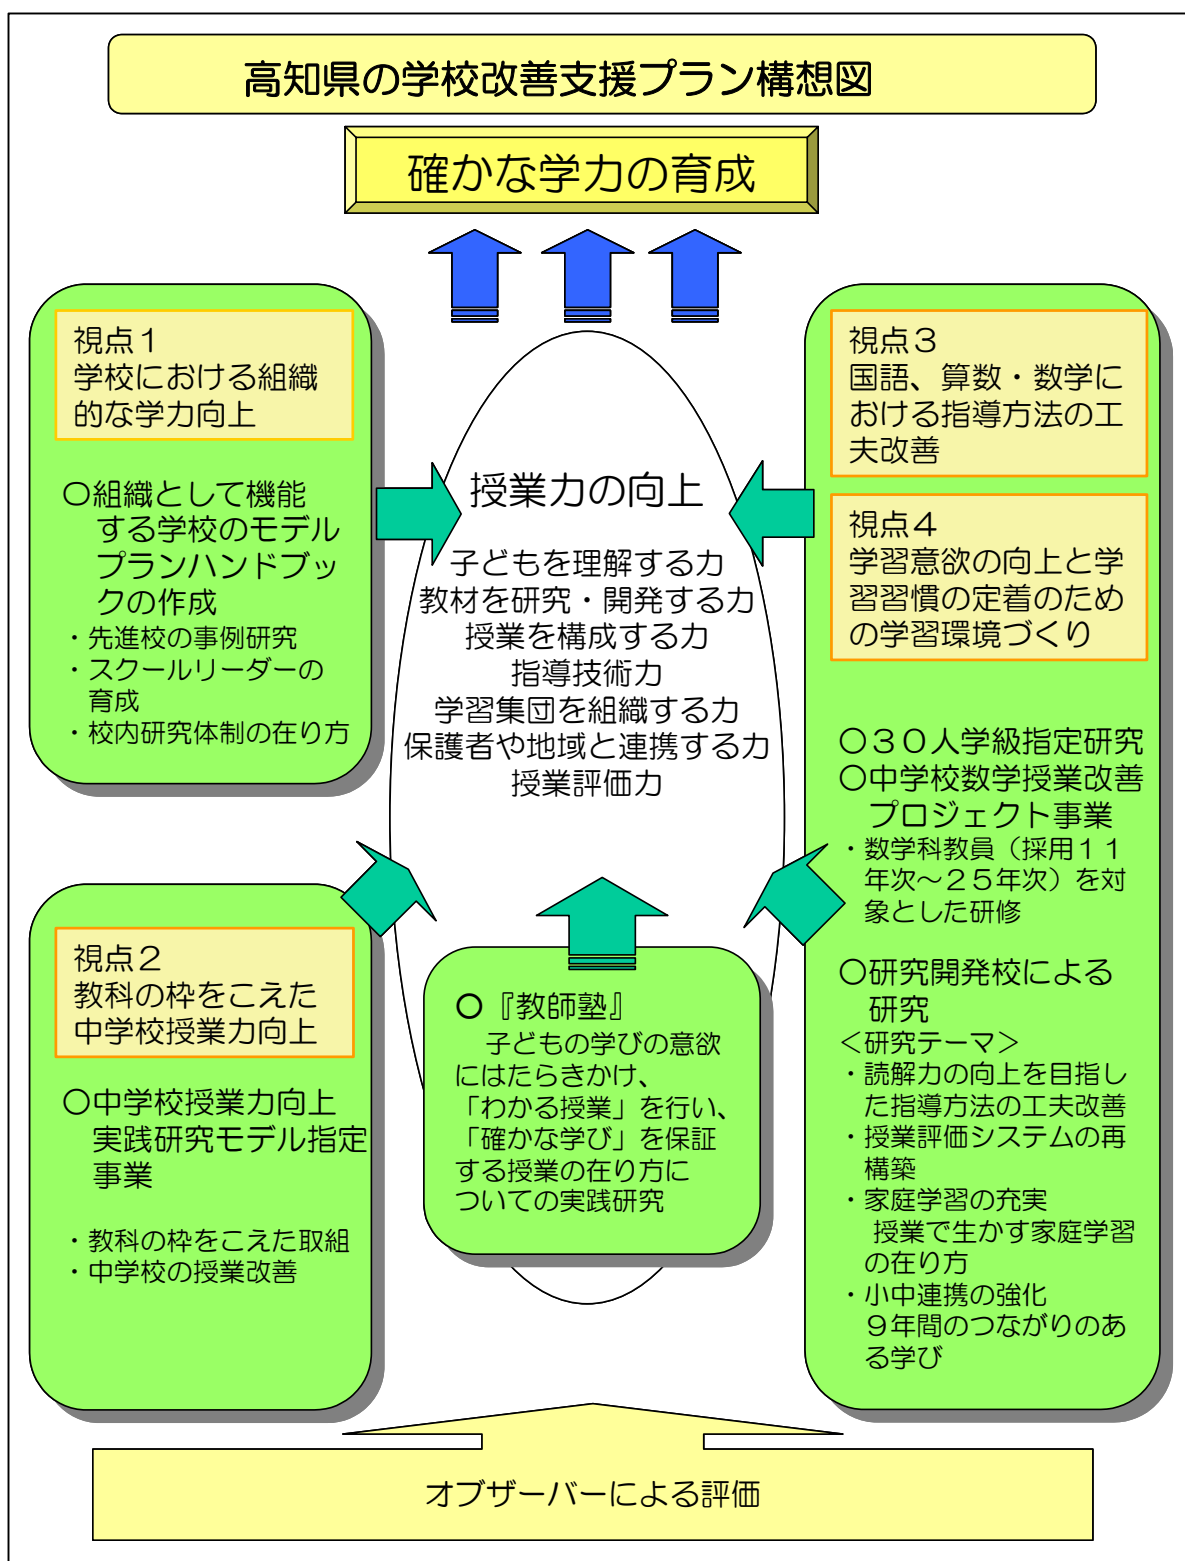 高知県の学校改善支援プラン構想図
確かな学力の育成
視点１
学校における組織
的な学力向上
〇組織として機能
する学校のモデル
プランハンドブッ
クの作成
・先進校の事例研究
・スクールリーダーの
育成
・校内研究体制の在り方
視点２
教科の枠をこえた
中学校授業力向上
〇中学校授業力向上
実践研究モデル指定
事業
・教科の枠をこえた取組
・中学校の授業改善
授業力の向上
子どもを理解する力
教材を研究・開発する力
授業を構成する力
指導技術力
学習集団を組織する力
保護者や地域と連携する力
授業評価力
〇『教師塾』
子どもの学びの意欲
にはたらきかけ、
「わかる授業」を行い、
「確かな学び」を保証
する授業の在り方に
ついての実践研究
視点３
国語、算数・数学に
おける指導方法の工
夫改善
視点４
学習意欲の向上と学
習習慣の定着のため
の学習環境づくり
〇３０人学級指定研究
〇中学校数学授業改善
プロジェクト事業
・数学科教員（採用１１
年次～２５年次）を対
象とした研修
〇研究開発校による
研究
＜研究テーマ＞
・読解力の向上を目指し
た指導方法の工夫改善
・授業評価システムの再
構築
・家庭学習の充実
授業で生かす家庭学習
の在り方
・小中連携の強化
９年間のつながりのあ
る学び
オブザーバーによる評価